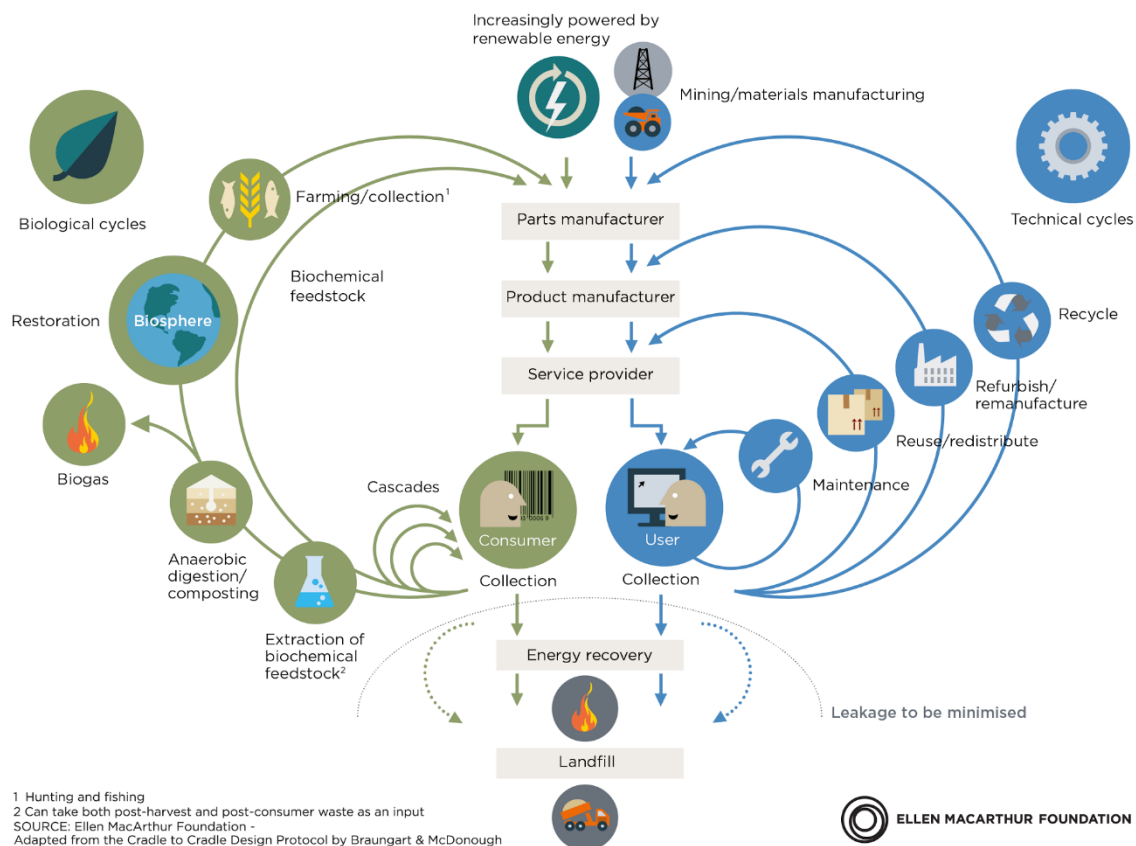 Increasingly powered by
renewable energy
Mining/materials manufacturing
Biological cycles
Farming/collection¹
Technical cycles
Parts manufacturer
Biochemical
feedstock
Product manufacturer
Restoration
Biosphere
Recycle
Service provider
Refurbish/
remanufacture
Reuse/redistribute
Biogas
Cascades
Maintenance
Consumer
User
Anaerobic
digestion/
composting
Collection
Collection
Extraction of
biochemical
feedstock²
Energy recovery
Leakage to be minimised
Landfill
1 Hunting and fishing
2 Can take both post-harvest and post-consumer waste as an input
SOURCE: Ellen MacArthur Foundation -
Adapted from the Cradle to Cradle Design Protocol by Braungart & McDonough
ELLEN MACARTHUR FOUNDATION